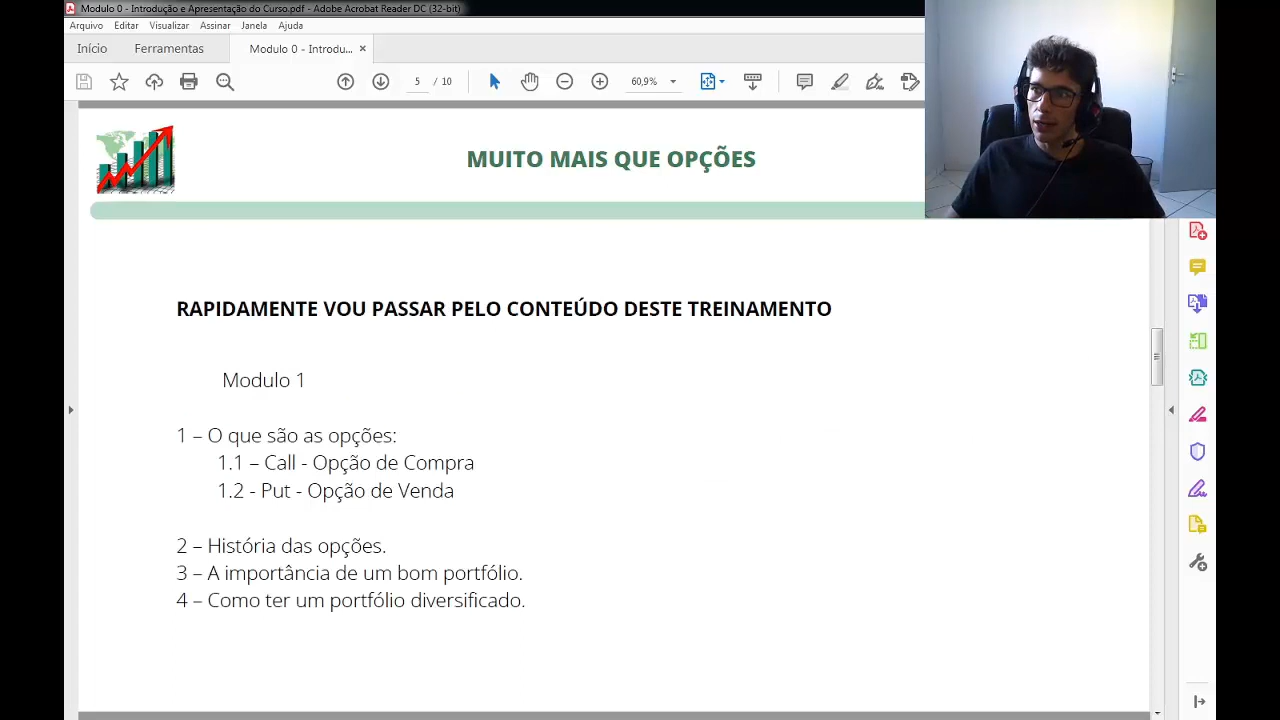 Modulo 0 - Introdução e Apresentação do Curso.pdf - Adobe Acrobat Reader DC (32-bit)
Arquivo Editar Visualizar Assinar Janela Ajuda
Início Ferramentas Modulo 0 - Introdu... ×
5 / 10 60,9%
MUITO MAIS QUE OPÇÕES
RAPIDAMENTE VOU PASSAR PELO CONTEÚDO DESTE TREINAMENTO
Modulo 1
1 – O que são as opções:
1.1 – Call - Opção de Compra
1.2 - Put - Opção de Venda
2 – História das opções.
3 – A importância de um bom portfólio.
4 – Como ter um portfólio diversificado.